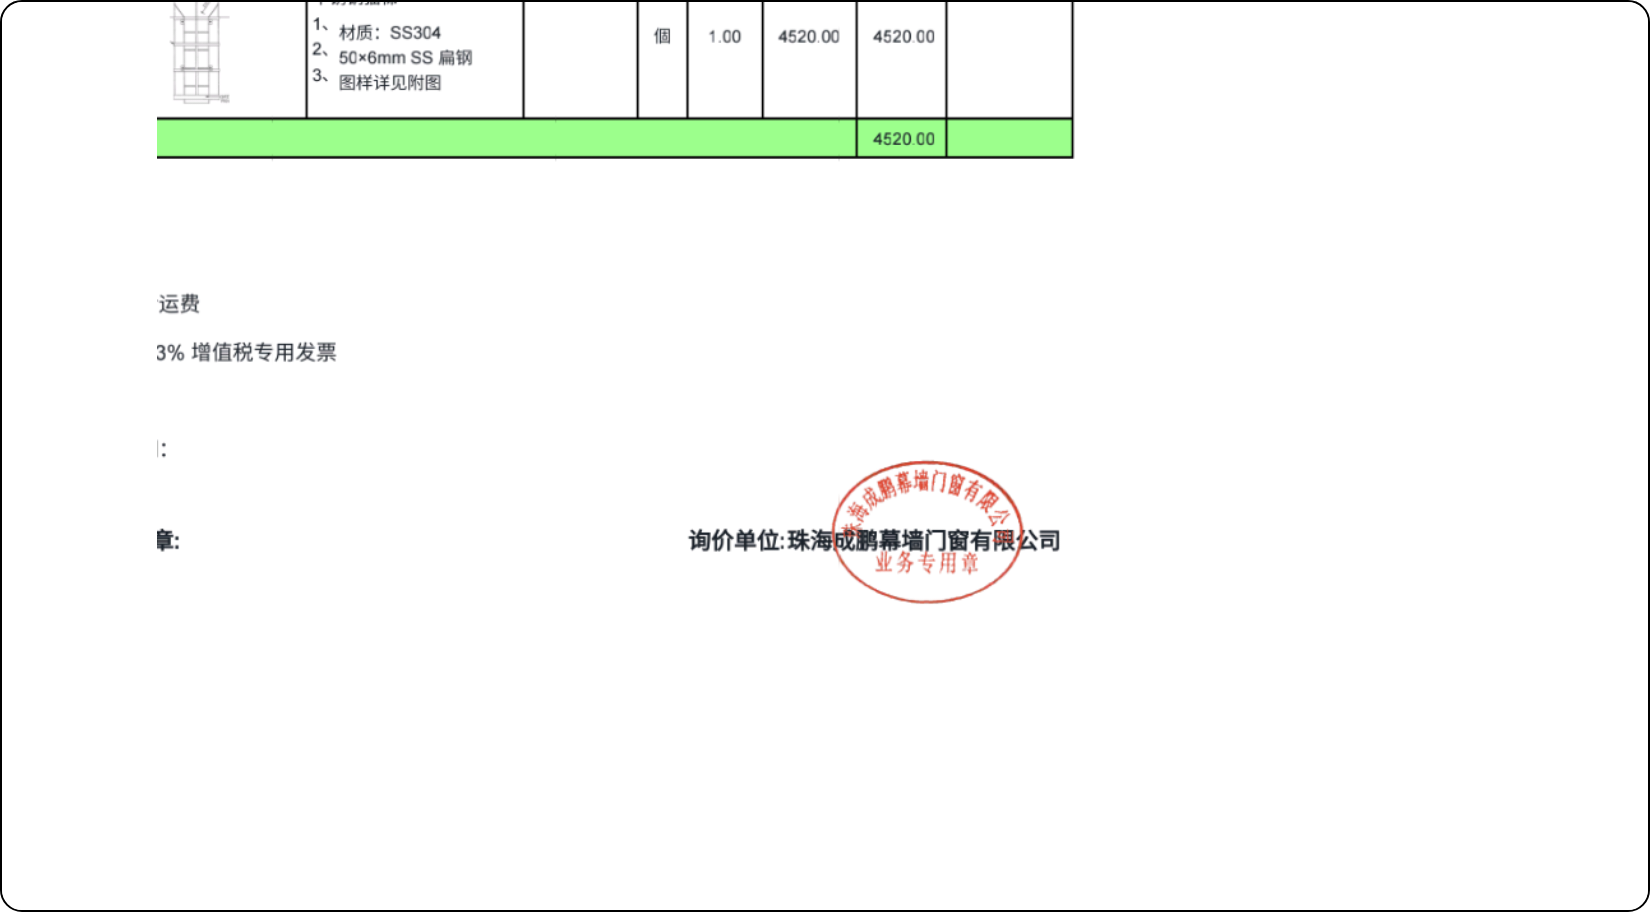 1、 材质：SS304
2、 50×6mm SS 扁钢
3、 图样详见附图
個 1.00 4520.00 4520.00
4520.00
运费
3% 增值税专用发票
:
章:
询价单位:珠海成鹏幕墙门窗有限公司
珠海成鹏幕墙门窗有限公司
业务专用章